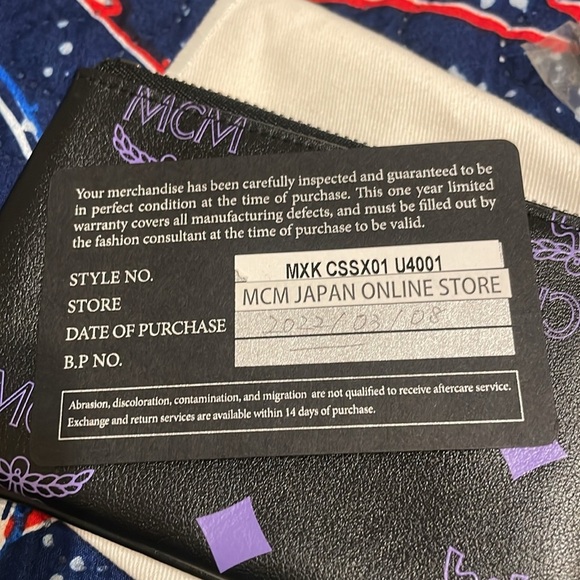 MCM
Your merchandise has been carefully inspected and guaranteed to be
in perfect condition at the time of purchase. This one year limited
warranty covers all manufacturing defects, and must be filled out by
the fashion consultant at the time of purchase to be valid.
STYLE NO. MXK CSSX01 U4001
STORE MCM JAPAN ONLINE STORE
DATE OF PURCHASE 2022/03/08
B.P NO.
Abrasion, discoloration, contamination, and migration are not qualified to receive aftercare service.
Exchange and return services are available within 14 days of purchase.